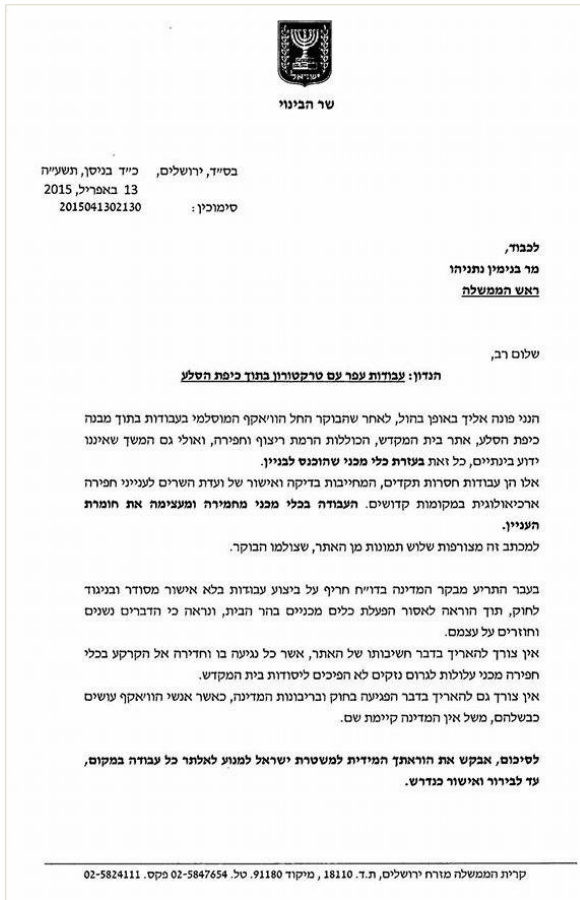 ישראל
שר הבינוי
בס״ד, ירושלים, כ״ד בניסן, תשע״ה
13 באפריל, 2015
סימוכין: 2015041302130
לכבוד,
מר בנימין נתניהו
ראש הממשלה
שלום רב,
הנדון: עבודות עפר עם טרקטורון בתוך כיפת הסלע
הנני פונה אליך באופן בהול, לאחר שהבוקר החל הוויאקף המוסלמי בעבודות בתוך מבנה
כיפת הסלע, אתר בית המקדש, הכוללות הרמת ריצוף וחפירה, ואולי גם המשך שאיננו
ידוע בינתיים, כל זאת בעזרת כלי מכני שהוכנס לבניין.
אלו הן עבודות חסרות תקדים, המחייבות בדיקה ואישור של ועדת השרים לענייני חפירה
ארכיאולוגית במקומות קדושים. העבודה בכלי מכני מחמירה ומעצימה את חומרת
העניין.
למכתב זה מצורפות שלוש תמונות מן האתר, שצולמו הבוקר.
בעבר התריע מבקר המדינה בדו״ח חריף על ביצוע עבודות בלא אישור מסודר ובניגוד
לחוק, תוך הוראה לאסור הפעלת כלים מכניים בהר הבית, ונראה כי הדברים נשנים
וחוזרים על עצמם.
אין צורך להאריך בדבר חשיבותו של האתר, אשר כל נגיעה בו וחדירה אל הקרקע בכלי
חפירה מכני עלולות לגרום נזקים לא הפיכים ליסודות בית המקדש.
אין צורך גם להאריך בדבר הפגיעה בחוק ובריבונות המדינה, כאשר אנשי הוויאקף עושים
כבשלהם, משל אין המדינה קיימת שם.
לסיכום, אבקש את הוראתך המידית למשטרת ישראל למנוע לאלתר כל עבודה במקום,
עד לבירור ואישור כנדרש.
קרית הממשלה מזרח ירושלים, ת.ד. 18110 , מיקוד 91180. טל. 02-5847654 פקס. 02-5824111